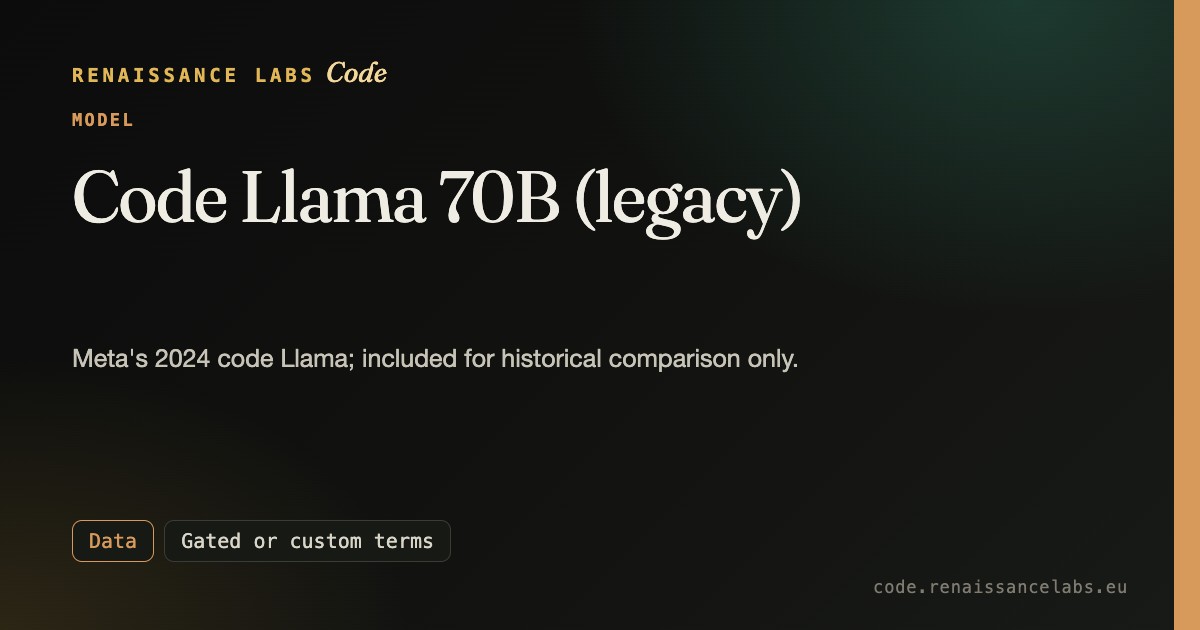 RENAISSANCE LABS Code
MODEL
Code Llama 70B (legacy)
Meta's 2024 code Llama; included for historical comparison only.
Data
Gated or custom terms
code.renaissancelabs.eu